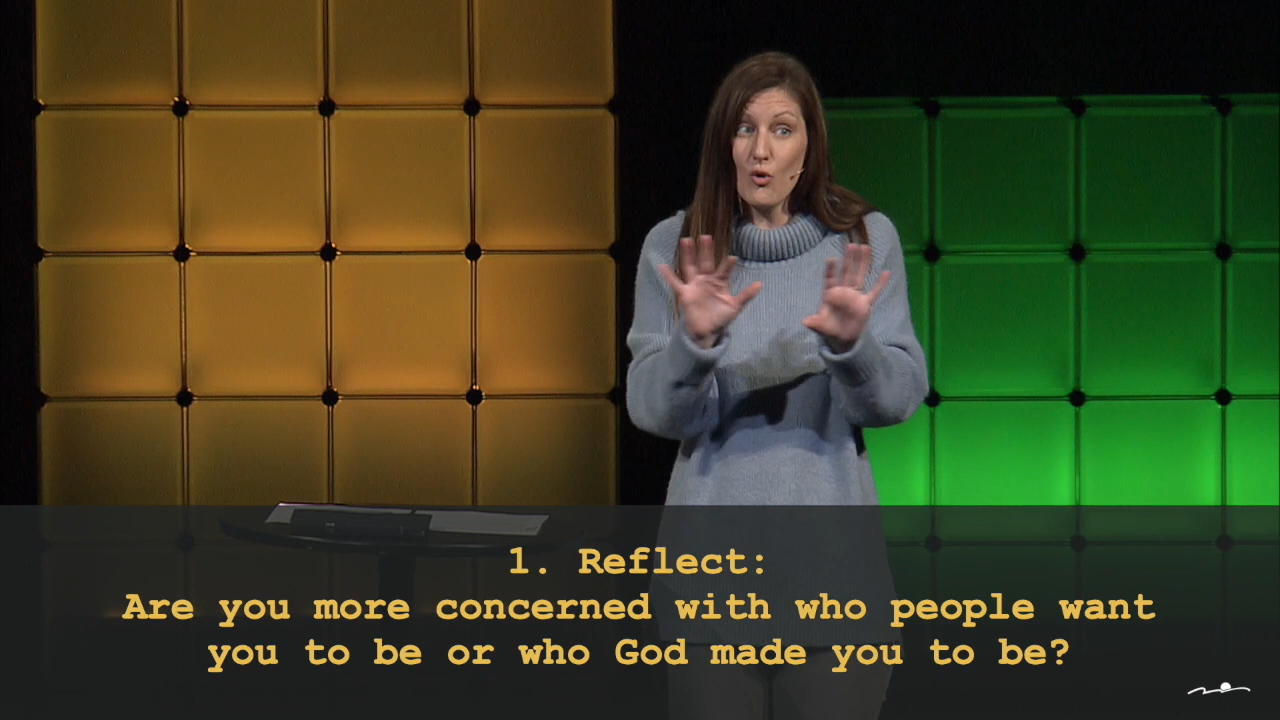 1. Reflect:
Are you more concerned with who people want
you to be or who God made you to be?